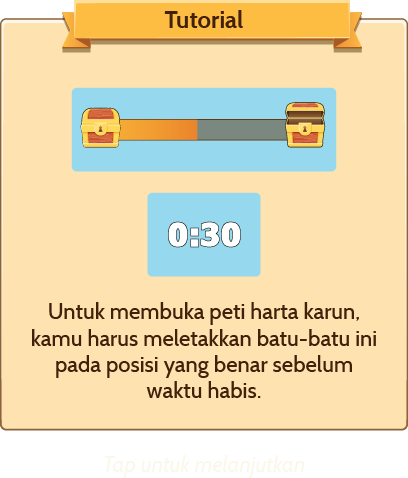 Tutorial
0:30
Untuk membuka peti harta karun,
kamu harus meletakkan batu-batu ini
pada posisi yang benar sebelum
waktu habis.
Tap untuk melanjutkan